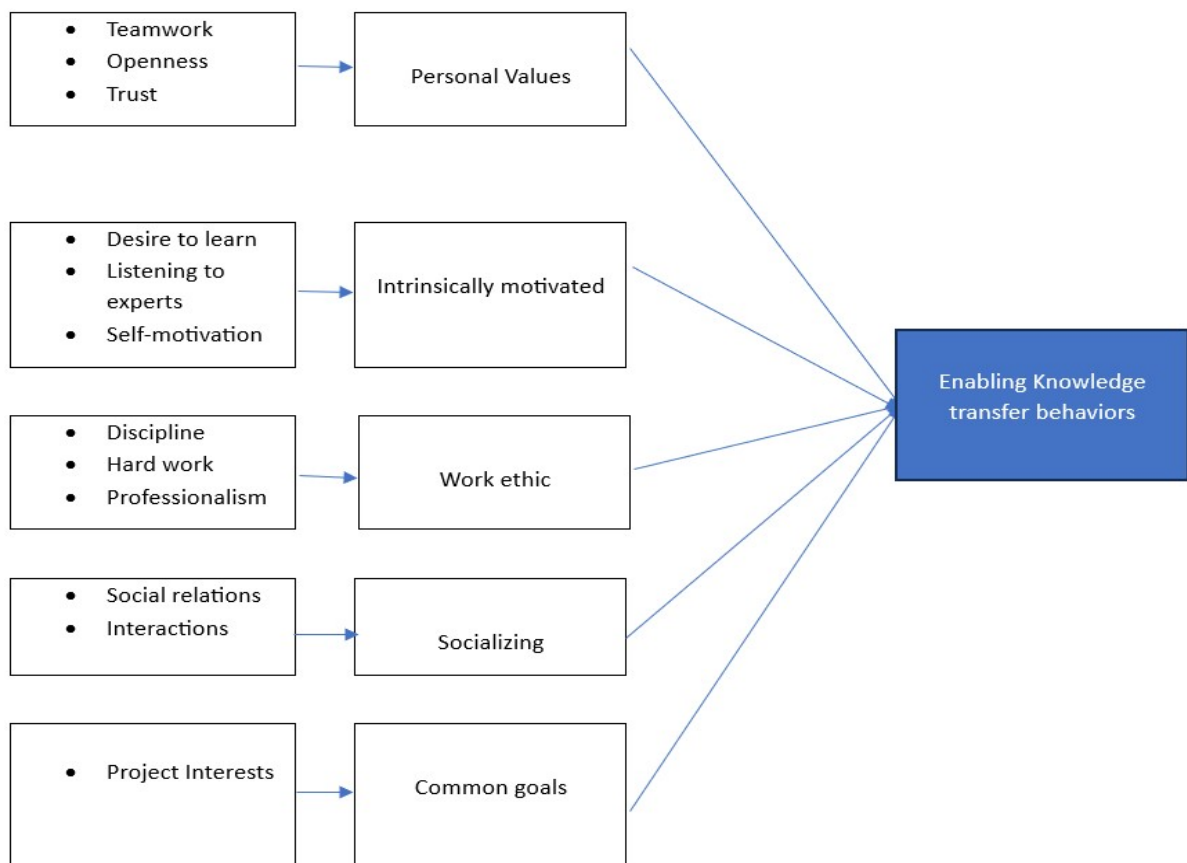 Teamwork
Openness
Trust
Personal Values
Desire to learn
Listening to
experts
Self-motivation
Intrinsically motivated
Enabling Knowledge
transfer behaviors
Discipline
Hard work
Professionalism
Work ethic
Social relations
Interactions
Socializing
Project Interests
Common goals